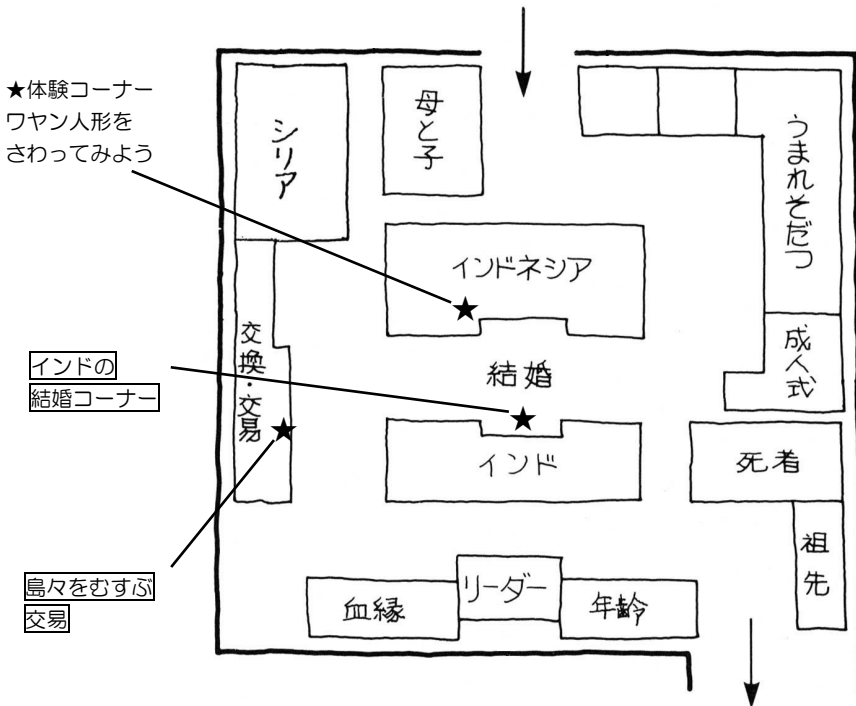 ★体験コーナー
ワヤン人形を
さわってみよう
シリア
母と子
うまれそだつ
インドネシア
★
交換・交易
結婚
成人式
インドの
結婚コーナー
★
★
インド
死者
祖先
島々をむすぶ
交易
血縁
リーダー
年齢